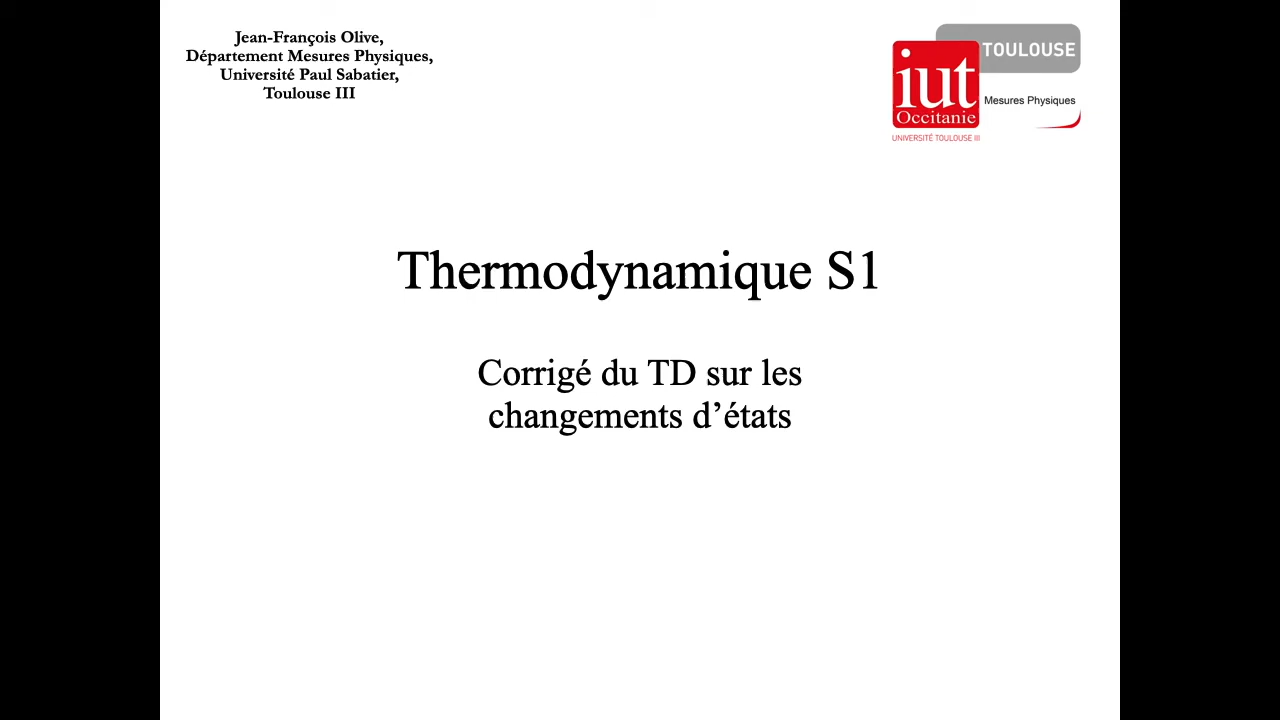 Jean-François Olive,
Département Mesures Physiques,
Université Paul Sabatier,
Toulouse III
TOULOUSE
iut
Occitanie
Mesures Physiques
UNIVERSITÉ TOULOUSE III
Thermodynamique S1
Corrigé du TD sur les
changements d’états